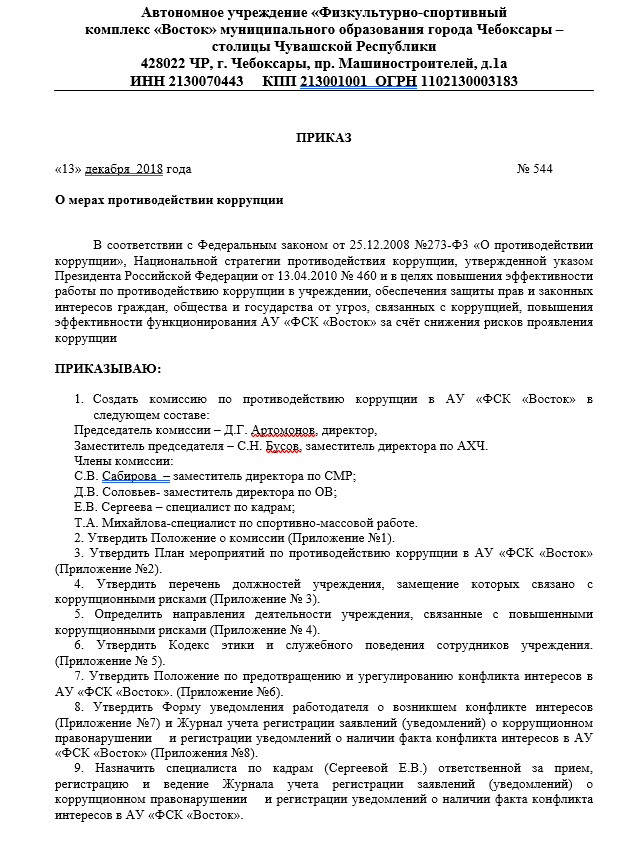 Автономное учреждение «Физкультурно-спортивный
комплекс «Восток» муниципального образования города Чебоксары –
столицы Чувашской Республики
428022 ЧР, г. Чебоксары, пр. Машиностроителей, д.1а
ИНН 2130070443 КПП 213001001 ОГРН 1102130003183
ПРИКАЗ
«13» декабря 2018 года № 544
О мерах противодействии коррупции
В соответствии с Федеральным законом от 25.12.2008 №273-ФЗ «О противодействии
коррупции», Национальной стратегии противодействия коррупции, утвержденной указом
Президента Российской Федерации от 13.04.2010 № 460 и в целях повышения эффективности
работы по противодействию коррупции в учреждении, обеспечения защиты прав и законных
интересов граждан, общества и государства от угроз, связанных с коррупцией, повышения
эффективности функционирования АУ «ФСК «Восток» за счёт снижения рисков проявления
коррупции
ПРИКАЗЫВАЮ:
1. Создать комиссию по противодействию коррупции в АУ «ФСК «Восток» в
следующем составе:
Председатель комиссии – Д.Г. Артомонов, директор,
Заместитель председателя – С.Н. Бусов, заместитель директора по АХЧ.
Члены комиссии:
С.В. Сабирова – заместитель директора по СМР;
Д.В. Соловьев- заместитель директора по ОВ;
Е.В. Сергеева – специалист по кадрам;
Т.А. Михайлова-специалист по спортивно-массовой работе.
2. Утвердить Положение о комиссии (Приложение №1).
3. Утвердить План мероприятий по противодействию коррупции в АУ «ФСК «Восток»
(Приложение №2).
4. Утвердить перечень должностей учреждения, замещение которых связано с
коррупционными рисками (Приложение № 3).
5. Определить направления деятельности учреждения, связанные с повышенными
коррупционными рисками (Приложение № 4).
6. Утвердить Кодекс этики и служебного поведения сотрудников учреждения.
(Приложение № 5).
7. Утвердить Положение по предотвращению и урегулированию конфликта интересов в
АУ «ФСК «Восток». (Приложение №6).
8. Утвердить Форму уведомления работодателя о возникшем конфликте интересов
(Приложение №7) и Журнал учета регистрации заявлений (уведомлений) о коррупционном
правонарушении и регистрации уведомлений о наличии факта конфликта интересов в АУ
«ФСК «Восток» (Приложения №8).
9. Назначить специалиста по кадрам (Сергеевой Е.В.) ответственной за прием,
регистрацию и ведение Журнала учета регистрации заявлений (уведомлений) о
коррупционном правонарушении и регистрации уведомлений о наличии факта конфликта
интересов в АУ «ФСК «Восток».